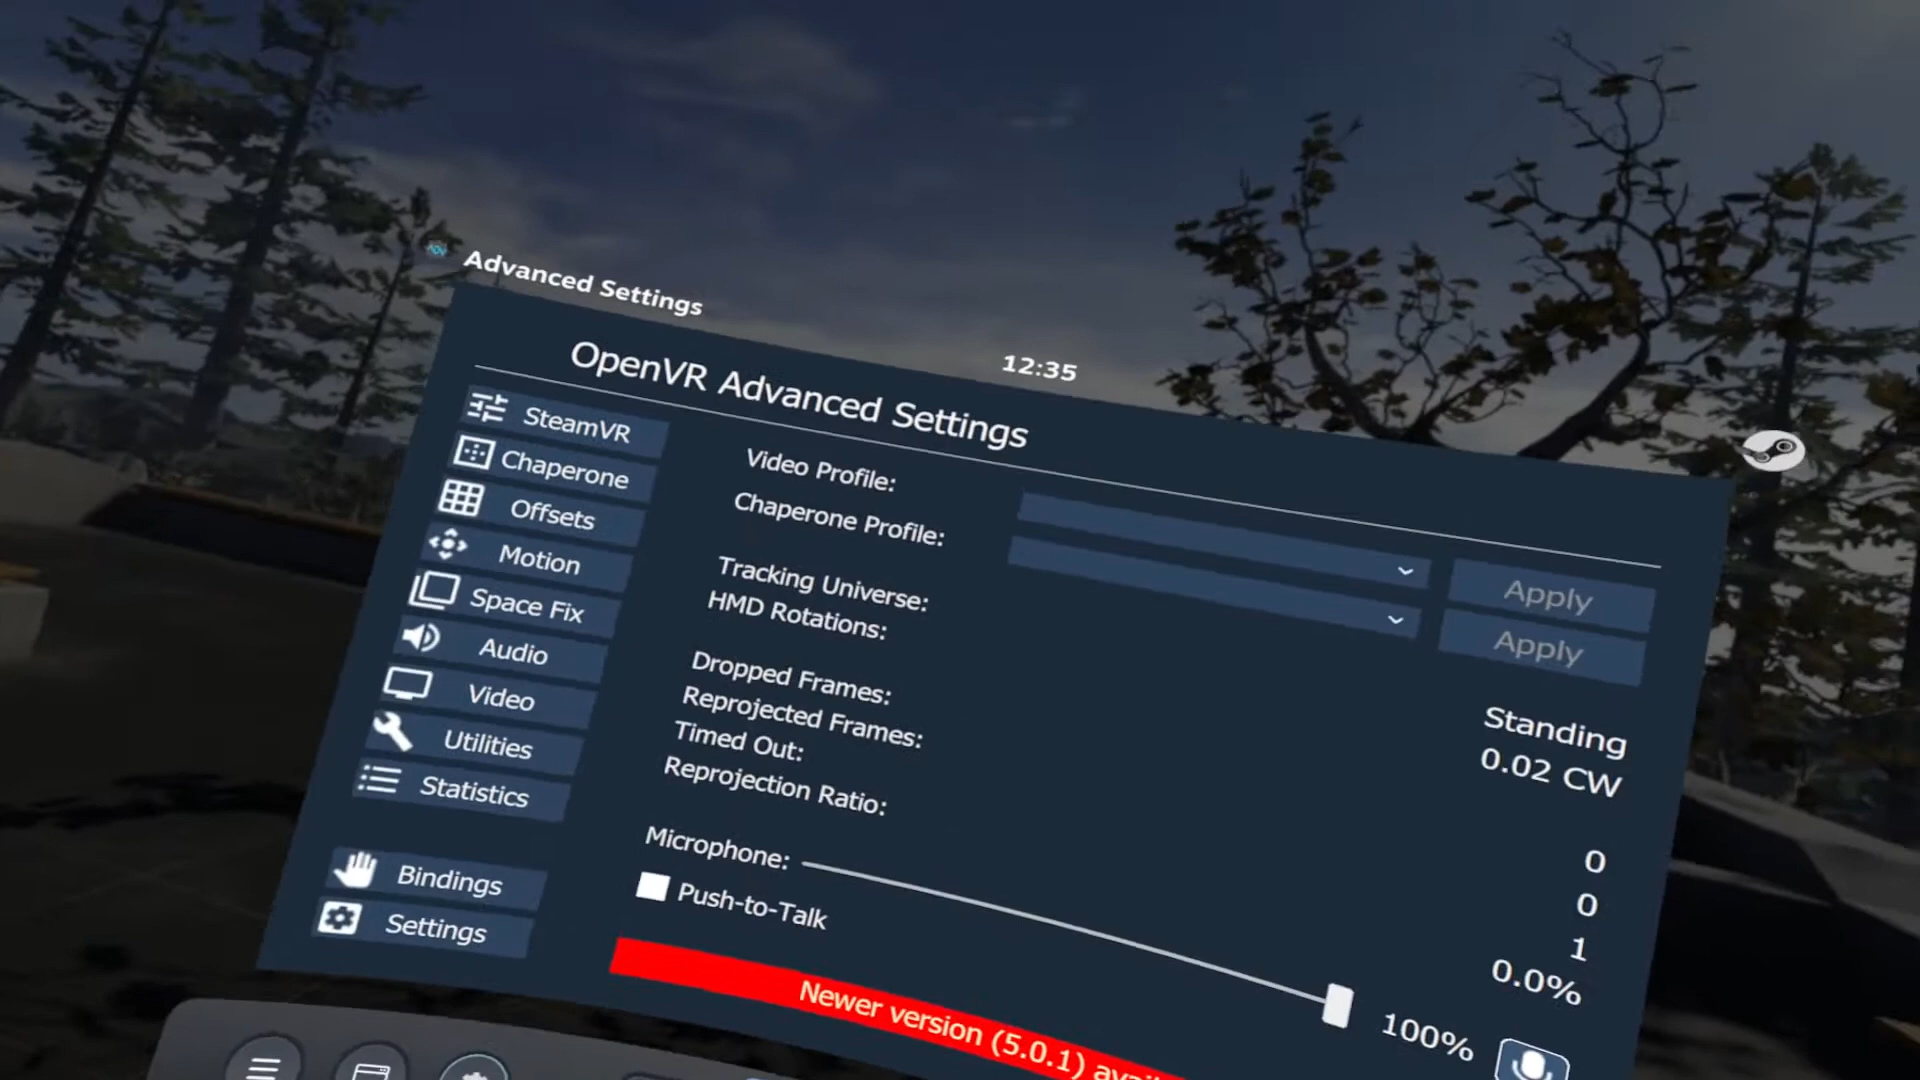 Advanced Settings
12:35
OpenVR Advanced Settings
SteamVR
Chaperone
Offsets
Motion
Space Fix
Audio
Video
Utilities
Statistics
Bindings
Settings
Video Profile:
Apply
Chaperone Profile:
Apply
Tracking Universe: Standing
HMD Rotations: 0.02 CW
Dropped Frames: 0
Reprojected Frames: 0
Timed Out: 1
Reprojection Ratio: 0.0%
Microphone: 100%
Push-to-Talk
Newer version (5.0.1)